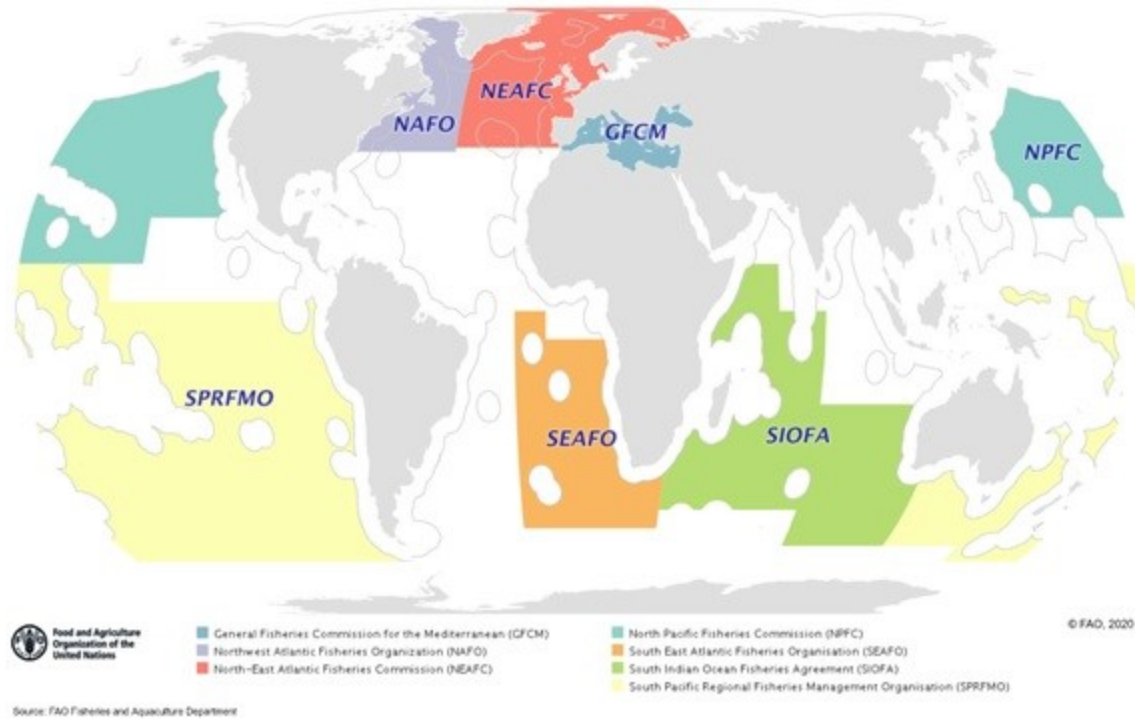 NEAFC
NAFO
GFCM
NPFC
SPRFMO
SEAFO
SIOFA
Food and Agriculture
Organization of the
United Nations
General Fisheries Commission for the Mediterranean (GFCM)
Northwest Atlantic Fisheries Organization (NAFO)
North-East Atlantic Fisheries Commission (NEAFC)
North Pacific Fisheries Commission (NPFC)
South East Atlantic Fisheries Organisation (SEAFO)
South Indian Ocean Fisheries Agreement (SIOFA)
South Pacific Regional Fisheries Management Organisation (SPRFMO)
© FAO, 2020
Source: FAO Fisheries and Aquaculture Department